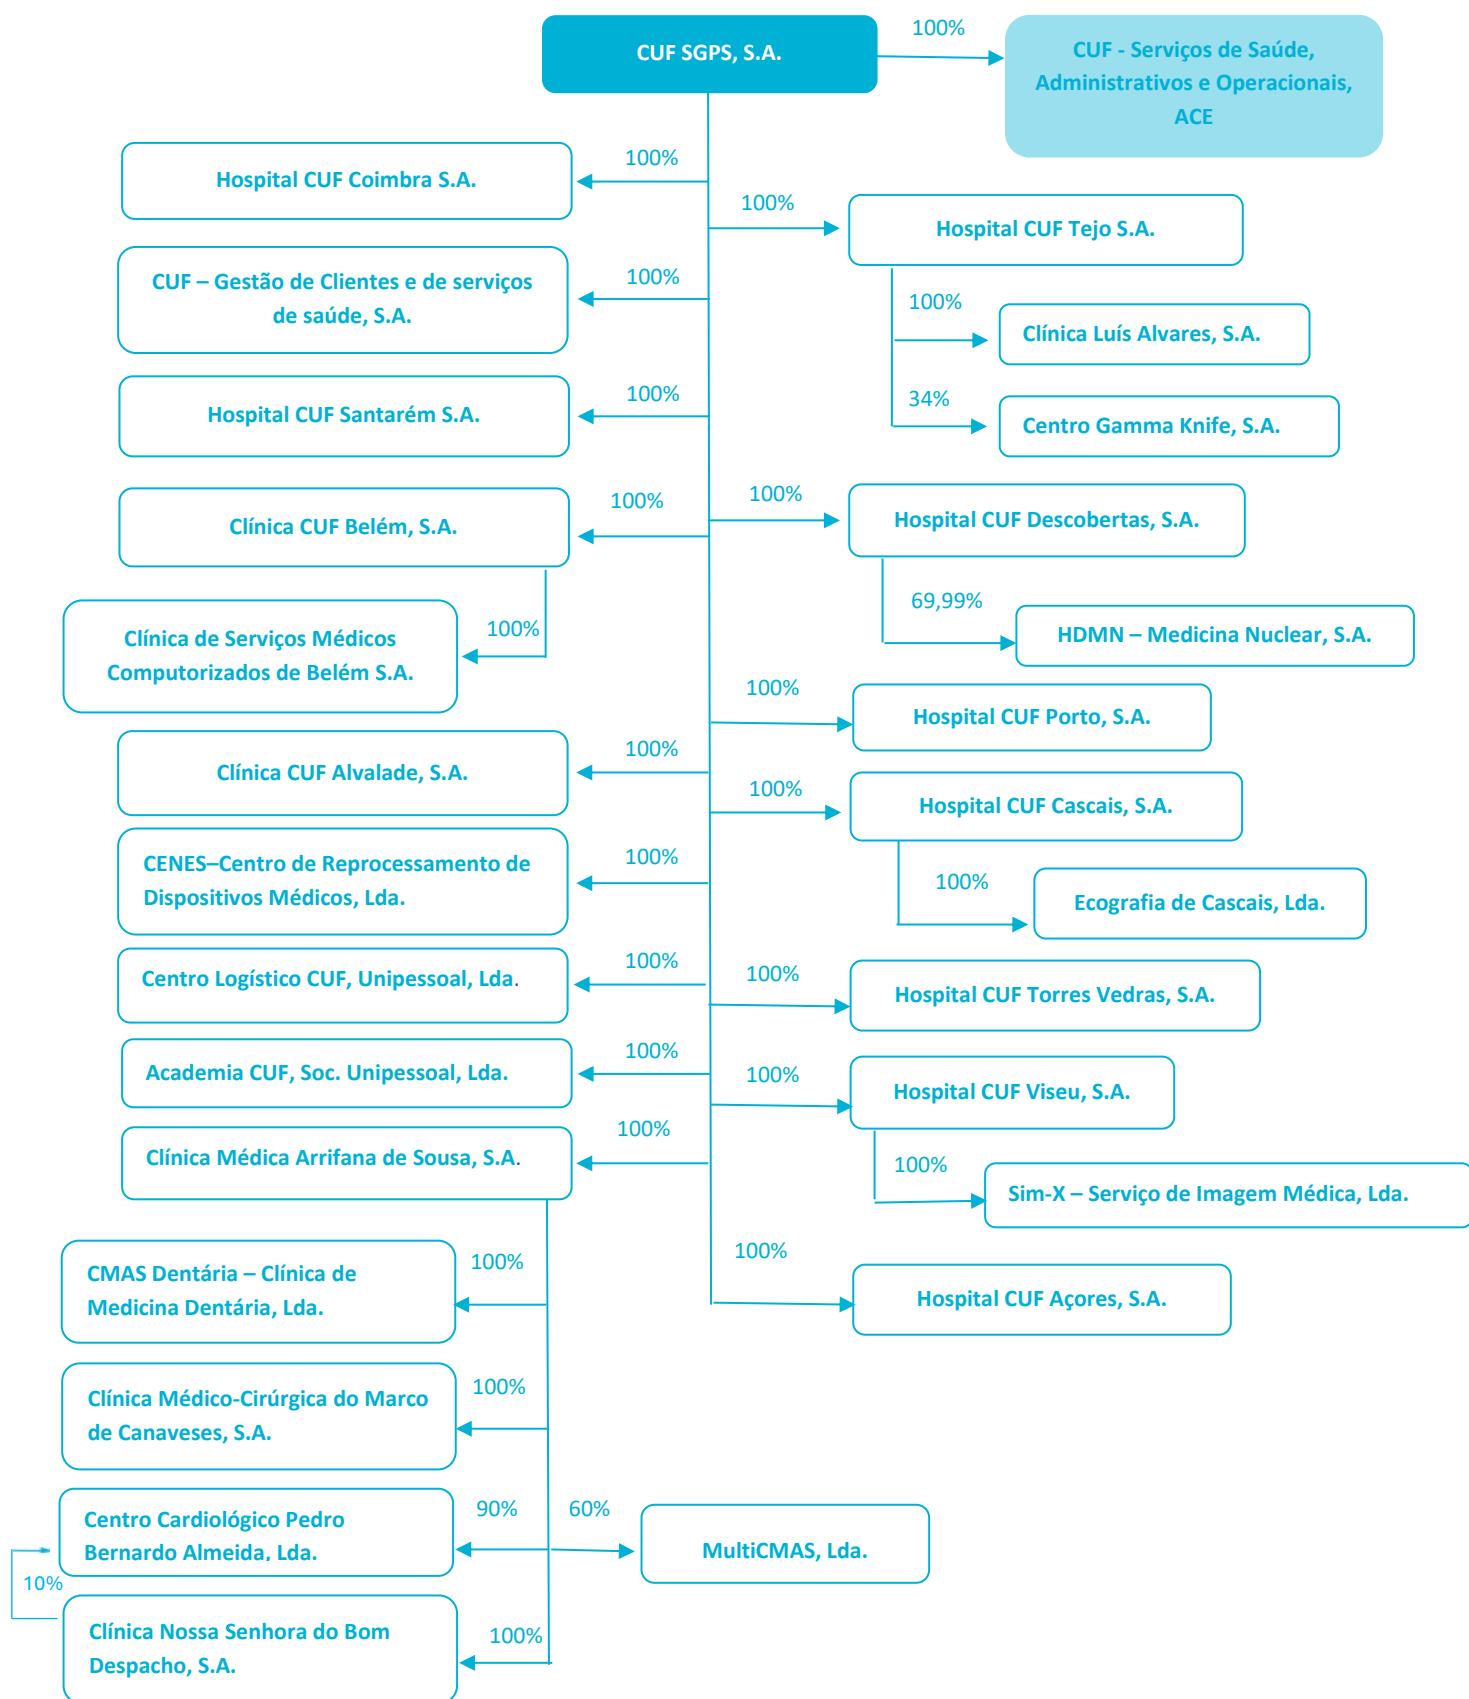 CUF SGPS, S.A.
100%
CUF - Serviços de Saúde,
Administrativos e Operacionais,
ACE
100%
Hospital CUF Coimbra S.A.
100%
Hospital CUF Tejo S.A.
CUF – Gestão de Clientes e de serviços
de saúde, S.A.
100%
100%
Clínica Luís Alvares, S.A.
Hospital CUF Santarém S.A.
100%
34%
Centro Gamma Knife, S.A.
Clínica CUF Belém, S.A.
100%
100%
Hospital CUF Descobertas, S.A.
Clínica de Serviços Médicos
Computorizados de Belém S.A.
100%
69,99%
HDMN – Medicina Nuclear, S.A.
100%
Hospital CUF Porto, S.A.
Clínica CUF Alvalade, S.A.
100%
100%
Hospital CUF Cascais, S.A.
CENES–Centro de Reprocessamento de
Dispositivos Médicos, Lda.
100%
100%
Ecografia de Cascais, Lda.
Centro Logístico CUF, Unipessoal, Lda.
100%
100%
Hospital CUF Torres Vedras, S.A.
Academia CUF, Soc. Unipessoal, Lda.
100%
100%
Hospital CUF Viseu, S.A.
Clínica Médica Arrifana de Sousa, S.A.
100%
100%
Sim-X – Serviço de Imagem Médica, Lda.
CMAS Dentária – Clínica de
Medicina Dentária, Lda.
100%
100%
Hospital CUF Açores, S.A.
Clínica Médico-Cirúrgica do Marco
de Canaveses, S.A.
100%
Centro Cardiológico Pedro
Bernardo Almeida, Lda.
90%
60%
MultiCMAS, Lda.
10%
Clínica Nossa Senhora do Bom
Despacho, S.A.
100%